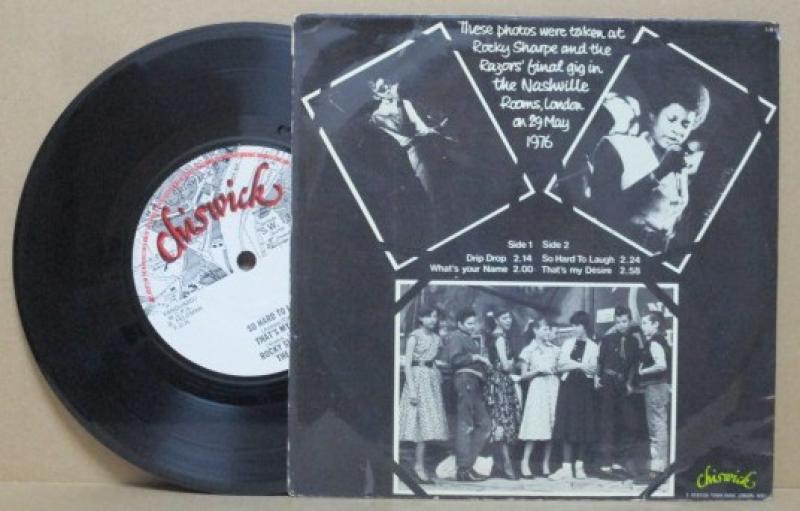 These photos were taken at
Rocky Sharpe and the
Razors' final gig in
the Nashville
Rooms, London
on 29 May
1976
Side 1 Side 2
Drip Drop 2.14 So Hard To Laugh 2.24
What's your Name 2.00 That's my Desire 2.58
chiswick
chiswick
SO HARD TO L
THAT'S MY
ROCKY S
THE